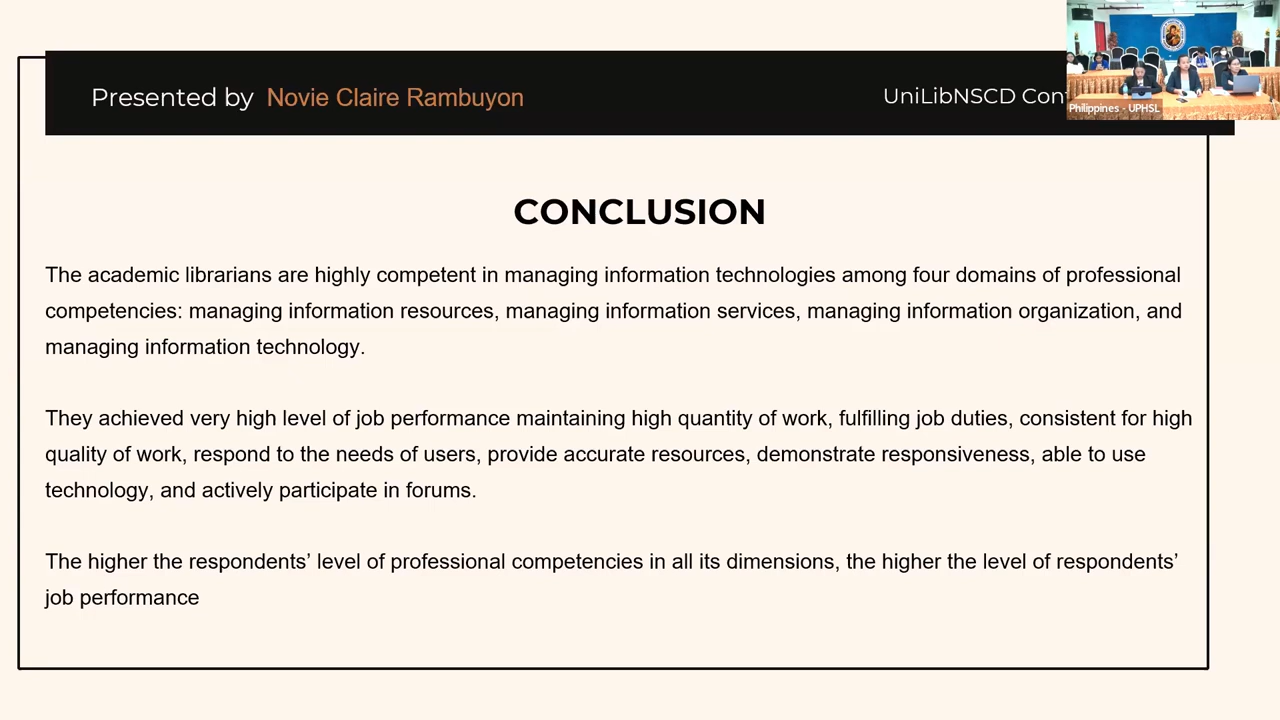 Presented by Novie Claire Rambuyon
UniLibNSCD
Philippines - UPHSL
CONCLUSION
The academic librarians are highly competent in managing information technologies among four domains of professional
competencies: managing information resources, managing information services, managing information organization, and
managing information technology.
They achieved very high level of job performance maintaining high quantity of work, fulfilling job duties, consistent for high
quality of work, respond to the needs of users, provide accurate resources, demonstrate responsiveness, able to use
technology, and actively participate in forums.
The higher the respondents’ level of professional competencies in all its dimensions, the higher the level of respondents’
job performance